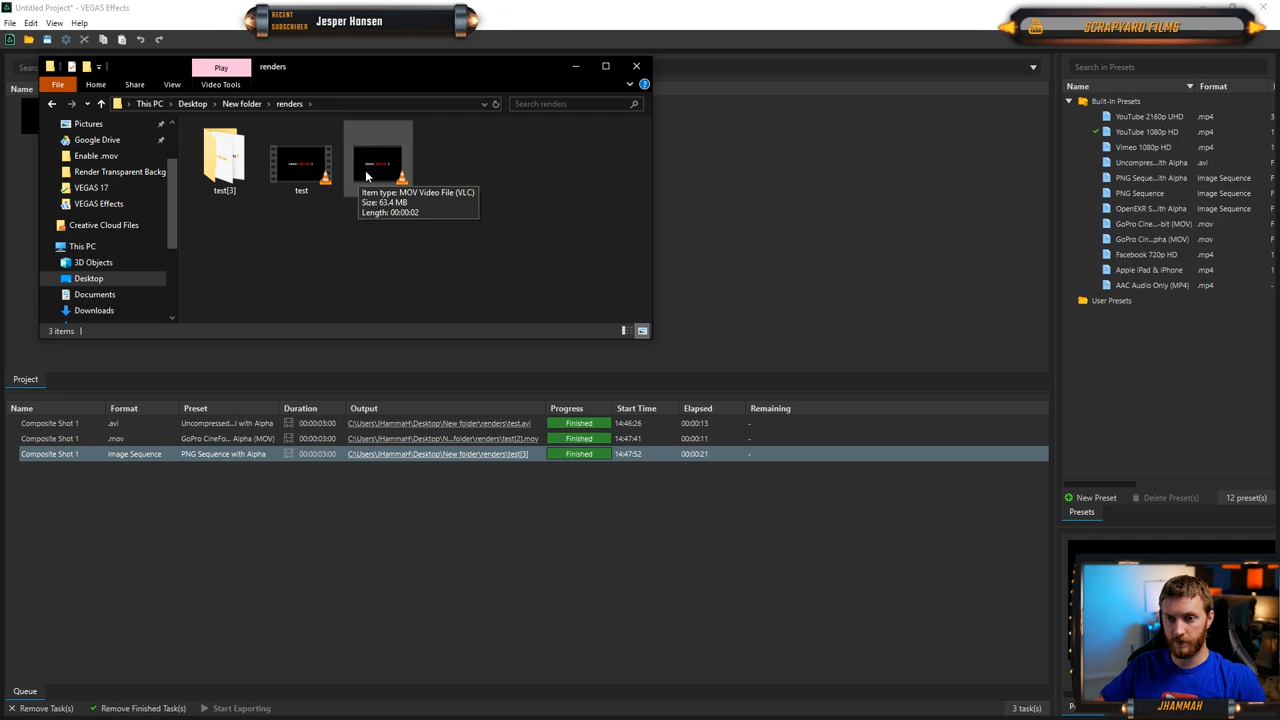 Untitled Project* - VEGAS Effects
File Edit View Help
RECENT SUBSCRIBER Jesper Hansen
SCRAPYARD FILMS
Play renders
File Home Share View Video Tools
This PC > Desktop > New folder > renders >
Search renders
Name
Pictures
Google Drive
Enable .mov
Render Transparent Backg
VEGAS 17
VEGAS Effects
Creative Cloud Files
This PC
3D Objects
Desktop
Documents
Downloads
test[3] test
Item type: MOV Video File (VLC)
Size: 63.4 MB
Length: 00:00:02
3 items
Project
Name Format Preset Duration Output Progress Start Time Elapsed Remaining
Composite Shot 1 .avi Uncompressed...l with Alpha 00:00:03:00 C:\Users\JHammaH\Desktop\New folder\renders\test.avi Finished 14:46:26 00:00:13 -
Composite Shot 1 .mov GoPro CineFo... Alpha (MOV) 00:00:03:00 C:\Users\JHammaH\Desktop\N...folder\renders\test[2].mov Finished 14:47:41 00:00:11 -
Composite Shot 1 Image Sequence PNG Sequence with Alpha 00:00:03:00 C:\Users\JHammaH\Desktop\New folder\renders\test[3] Finished 14:47:52 00:00:21 -
Queue
Remove Task(s) Remove Finished Task(s) Start Exporting 3 task(s)
Search in Presets
Name Format
Built-In Presets
YouTube 2160p UHD .mp4 3
YouTube 1080p HD .mp4 1
Vimeo 1080p HD .mp4 1
Uncompres...ith Alpha .avi
PNG Seque...ith Alpha Image Sequence
PNG Sequence Image Sequence
OpenEXR S...ith Alpha Image Sequence
GoPro Cine...-bit (MOV) .mov F
GoPro Cin...pha (MOV) .mov F
Facebook 720p HD .mp4 1
Apple iPad & iPhone .mp4 1
AAC Audio Only (MP4) .mp4 -
User Presets
New Preset Delete Preset(s) 12 preset(s)
Presets
JHAMMAH